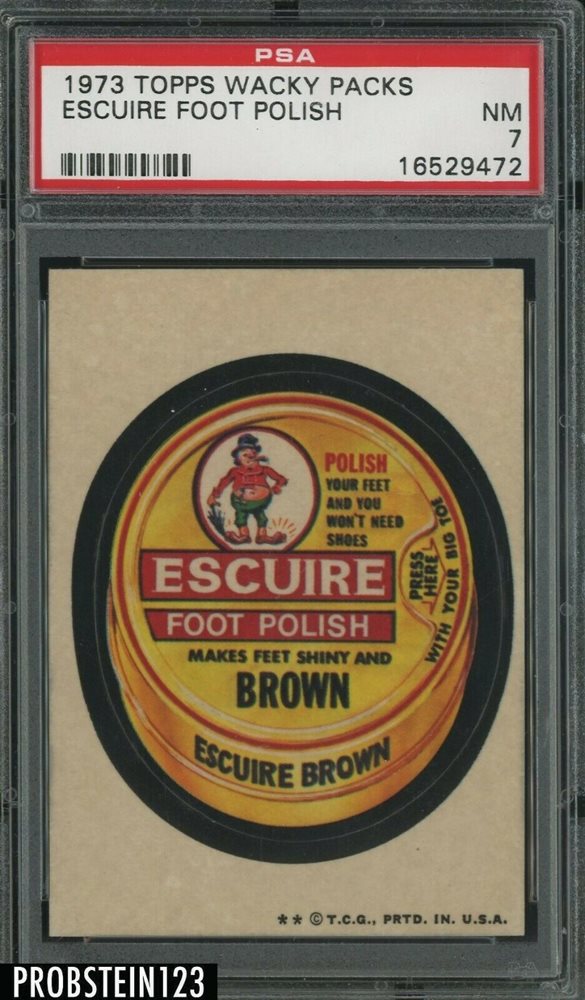 PSA
1973 TOPPS WACKY PACKS
ESCUIRE FOOT POLISH
NM
7
16529472
POLISH
YOUR FEET
AND YOU
WON'T NEED
SHOES
ESCUIRE
FOOT POLISH
PRESS
HERE
WITH YOUR BIG TOE
MAKES FEET SHINY AND
BROWN
ESCUIRE BROWN
** © T.C.G., PRTD. IN. U.S.A.
PROBSTEIN123